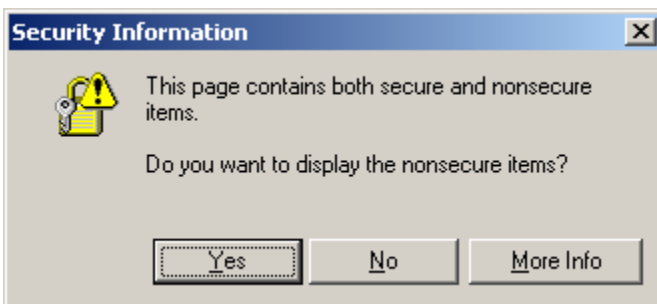 Security Information
This page contains both secure and nonsecure
items.
Do you want to display the nonsecure items?
Yes
No
More Info